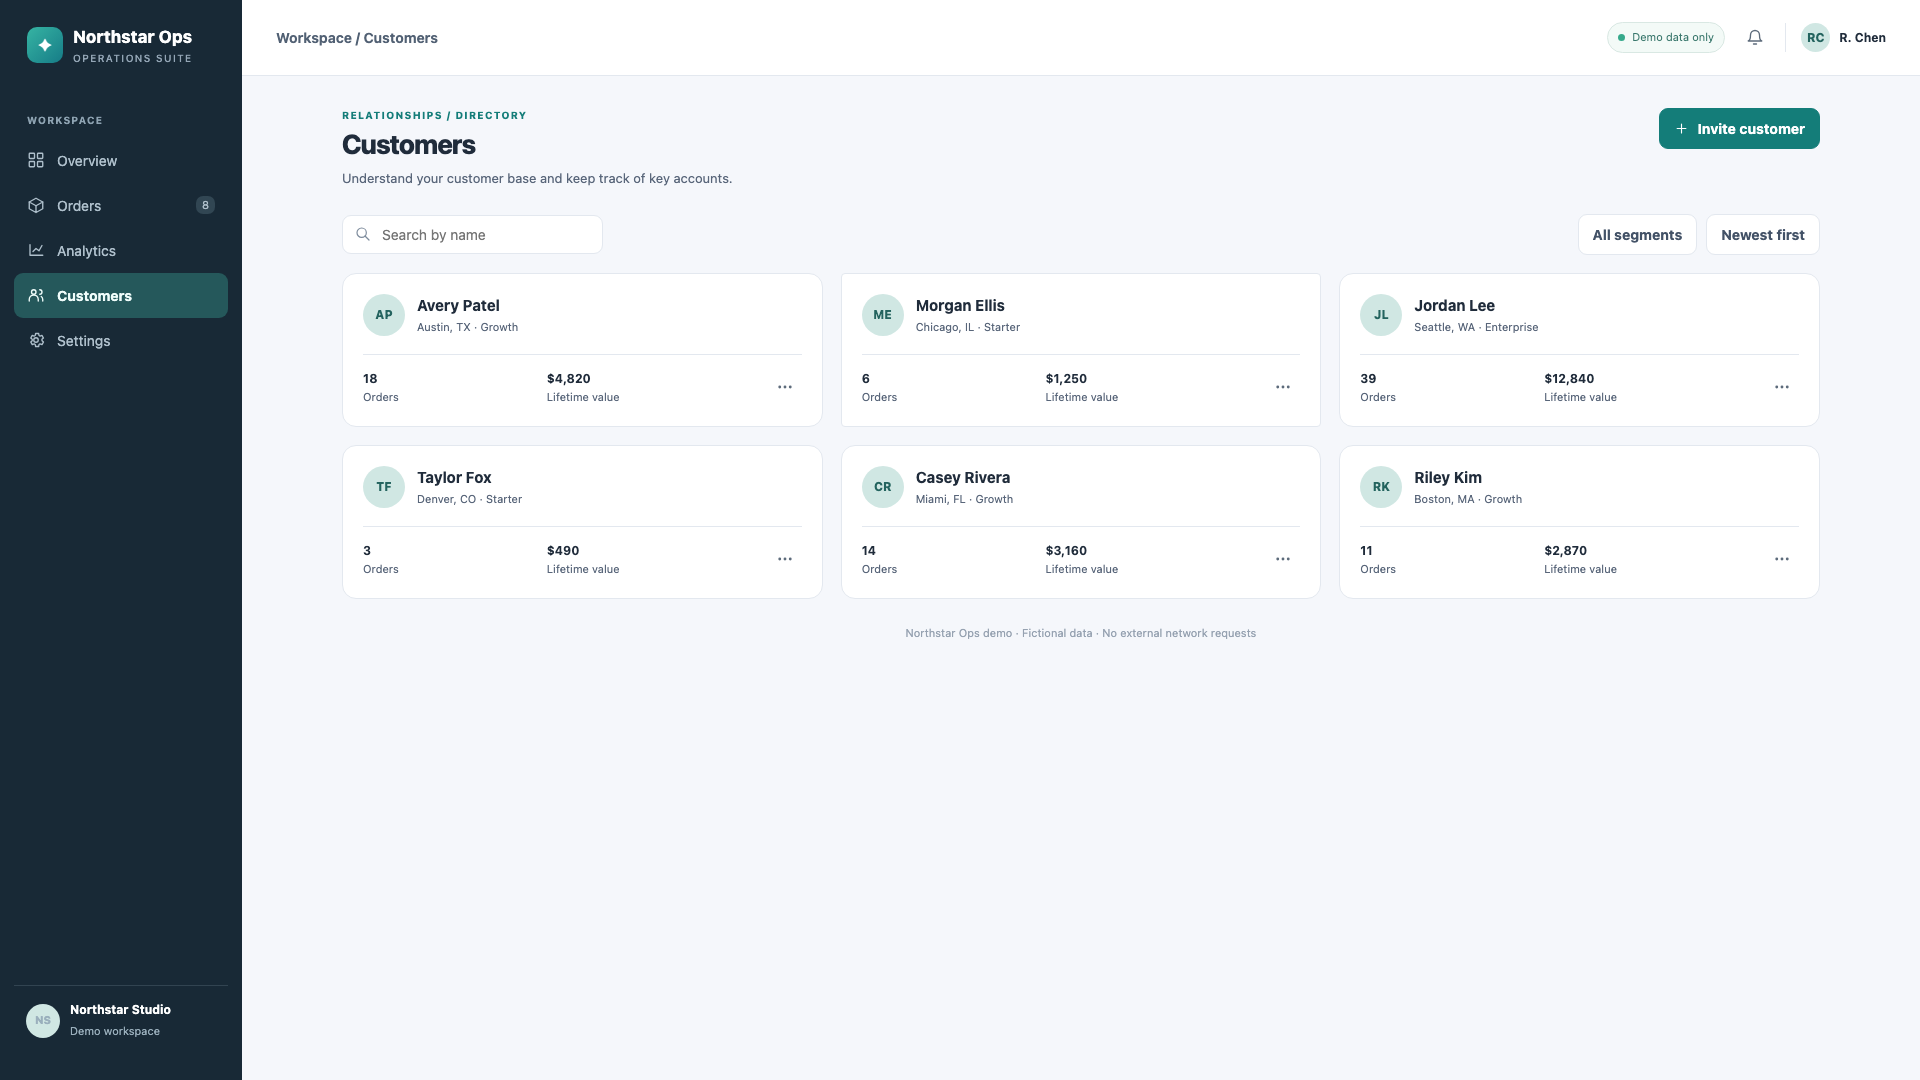 Northstar Ops
OPERATIONS SUITE
WORKSPACE
Overview
Orders 8
Analytics
Customers
Settings
NS
Northstar Studio
Demo workspace
Workspace / Customers
Demo data only
RC R. Chen
RELATIONSHIPS / DIRECTORY
Customers
Understand your customer base and keep track of key accounts.
+ Invite customer
Search by name
All segments
Newest first
AP
Avery Patel
Austin, TX · Growth
18
Orders
$4,820
Lifetime value
ME
Morgan Ellis
Chicago, IL · Starter
6
Orders
$1,250
Lifetime value
JL
Jordan Lee
Seattle, WA · Enterprise
39
Orders
$12,840
Lifetime value
TF
Taylor Fox
Denver, CO · Starter
3
Orders
$490
Lifetime value
CR
Casey Rivera
Miami, FL · Growth
14
Orders
$3,160
Lifetime value
RK
Riley Kim
Boston, MA · Growth
11
Orders
$2,870
Lifetime value
Northstar Ops demo · Fictional data · No external network requests